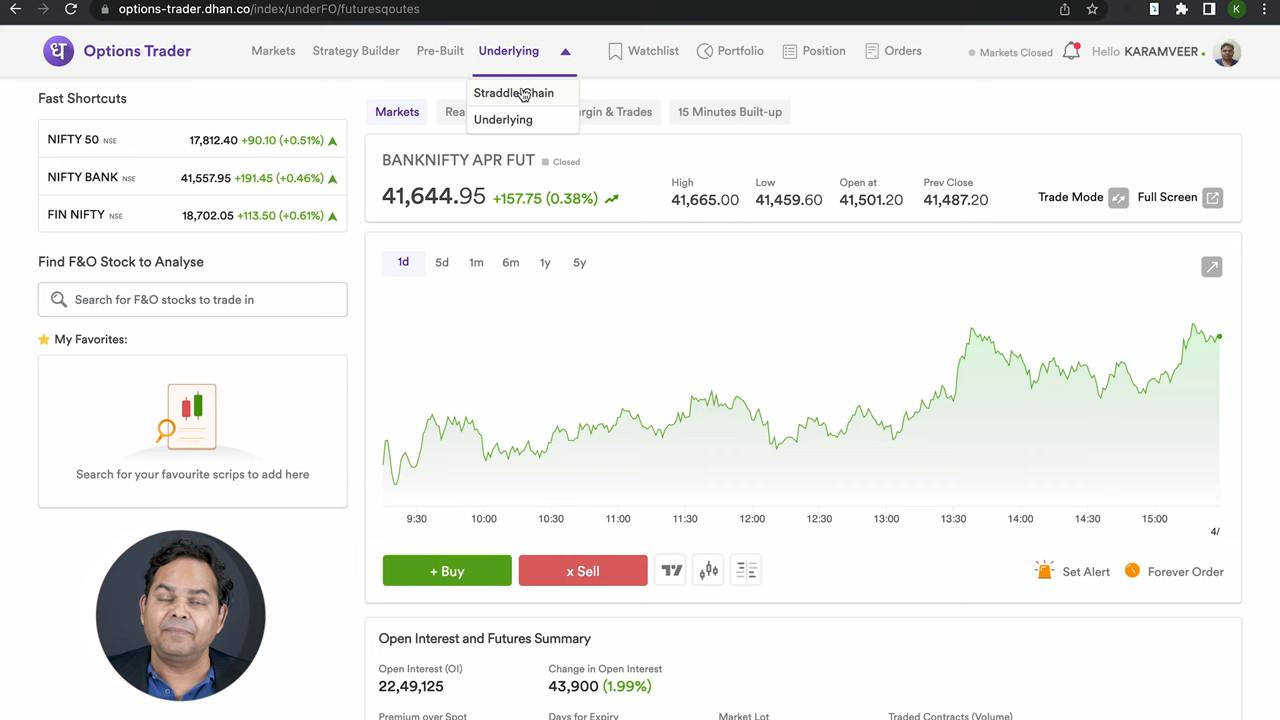 options-trader.dhan.co/index/underFO/futuresqoutes
K
ध
Options Trader
Markets
Strategy Builder
Pre-Built
Underlying
Watchlist
Portfolio
Position
Orders
Markets Closed
Hello KARAMVEER
Straddle Chain
Underlying
Fast Shortcuts
NIFTY 50 NSE 17,812.40 +90.10 (+0.51%)
NIFTY BANK NSE 41,557.95 +191.45 (+0.46%)
FIN NIFTY NSE 18,702.05 +113.50 (+0.61%)
Find F&O Stock to Analyse
Search for F&O stocks to trade in
My Favorites:
Search for your favourite scrips to add here
Markets
Rea
rgin & Trades
15 Minutes Built-up
BANKNIFTY APR FUT Closed
41,644.95 +157.75 (0.38%)
High Low Open at Prev Close
41,665.00 41,459.60 41,501.20 41,487.20
Trade Mode
Full Screen
1d 5d 1m 6m 1y 5y
9:30 10:00 10:30 11:00 11:30 12:00 12:30 13:00 13:30 14:00 14:30 15:00
4/
+ Buy
x Sell
Set Alert
Forever Order
Open Interest and Futures Summary
Open Interest (OI) Change in Open Interest
22,49,125 43,900 (1.99%)
Premium over Spot Days for Expiry Market Lot Traded Contracts (Volume)